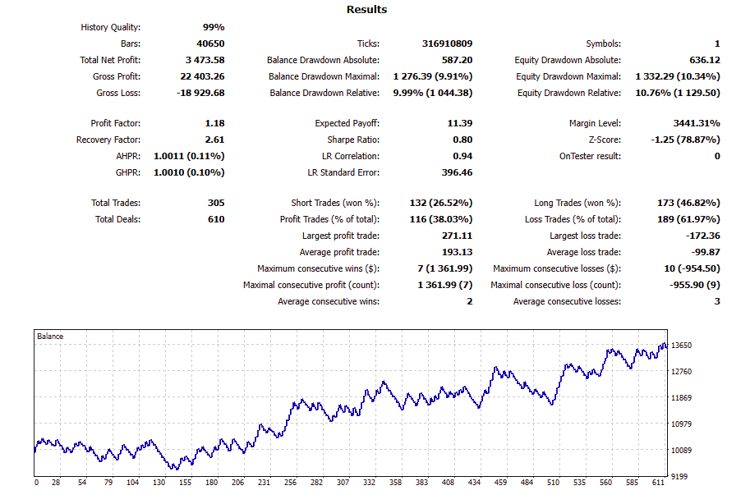 Results
History Quality: 99%
Bars: 40650 Ticks: 316910809 Symbols: 1
Total Net Profit: 3 473.58 Balance Drawdown Absolute: 587.20 Equity Drawdown Absolute: 636.12
Gross Profit: 22 403.26 Balance Drawdown Maximal: 1 276.39 (9.91%) Equity Drawdown Maximal: 1 332.29 (10.34%)
Gross Loss: -18 929.68 Balance Drawdown Relative: 9.99% (1 044.38) Equity Drawdown Relative: 10.76% (1 129.50)
Profit Factor: 1.18 Expected Payoff: 11.39 Margin Level: 3441.31%
Recovery Factor: 2.61 Sharpe Ratio: 0.80 Z-Score: -1.25 (78.87%)
AHPR: 1.0011 (0.11%) LR Correlation: 0.94 OnTester result: 0
GHPR: 1.0010 (0.10%) LR Standard Error: 396.46
Total Trades: 305 Short Trades (won %): 132 (26.52%) Long Trades (won %): 173 (46.82%)
Total Deals: 610 Profit Trades (% of total): 116 (38.03%) Loss Trades (% of total): 189 (61.97%)
Largest profit trade: 271.11 Largest loss trade: -172.36
Average profit trade: 193.13 Average loss trade: -99.87
Maximum consecutive wins ($): 7 (1 361.99) Maximum consecutive losses ($): 10 (-954.50)
Maximal consecutive profit (count): 1 361.99 (7) Maximal consecutive loss (count): -955.90 (9)
Average consecutive wins: 2 Average consecutive losses: 3
Balance
13650
12760
11869
10979
10089
9199
0 28 54 79 104 130 155 180 206 231 256 282 307 332 358 383 408 434 459 484 510 535 560 585 611